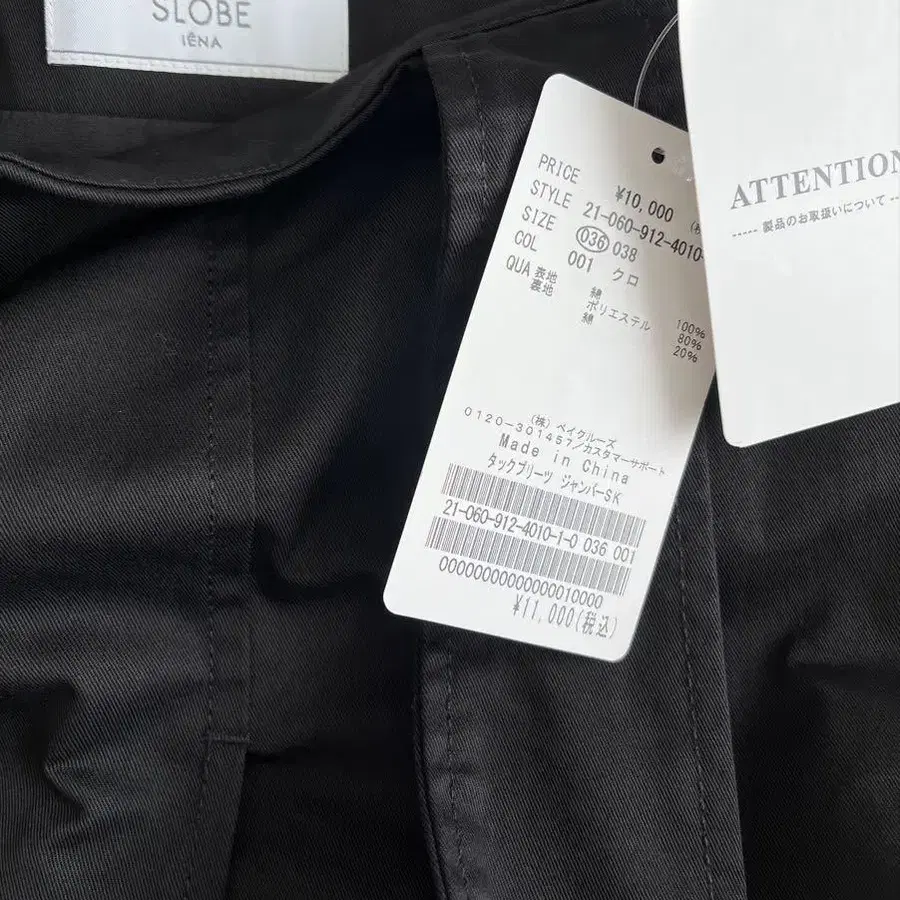 SLOBE
IÉNA
PRICE ¥10,000
STYLE 21-060-912-4010-
SIZE 036 038
COL 001 クロ
QUA 表地 綿 100%
裏地 ポリエステル 80%
綿 20%
(株) ベイクルーズ
0120-301457/カスタマーサポート
Made in China
タックプリーツ ジャンパーSK
21-060-912-4010-1-0 036 001
00000000000000010000
¥11,000(税込)
ATTENTION
----- 製品のお取扱いについて --